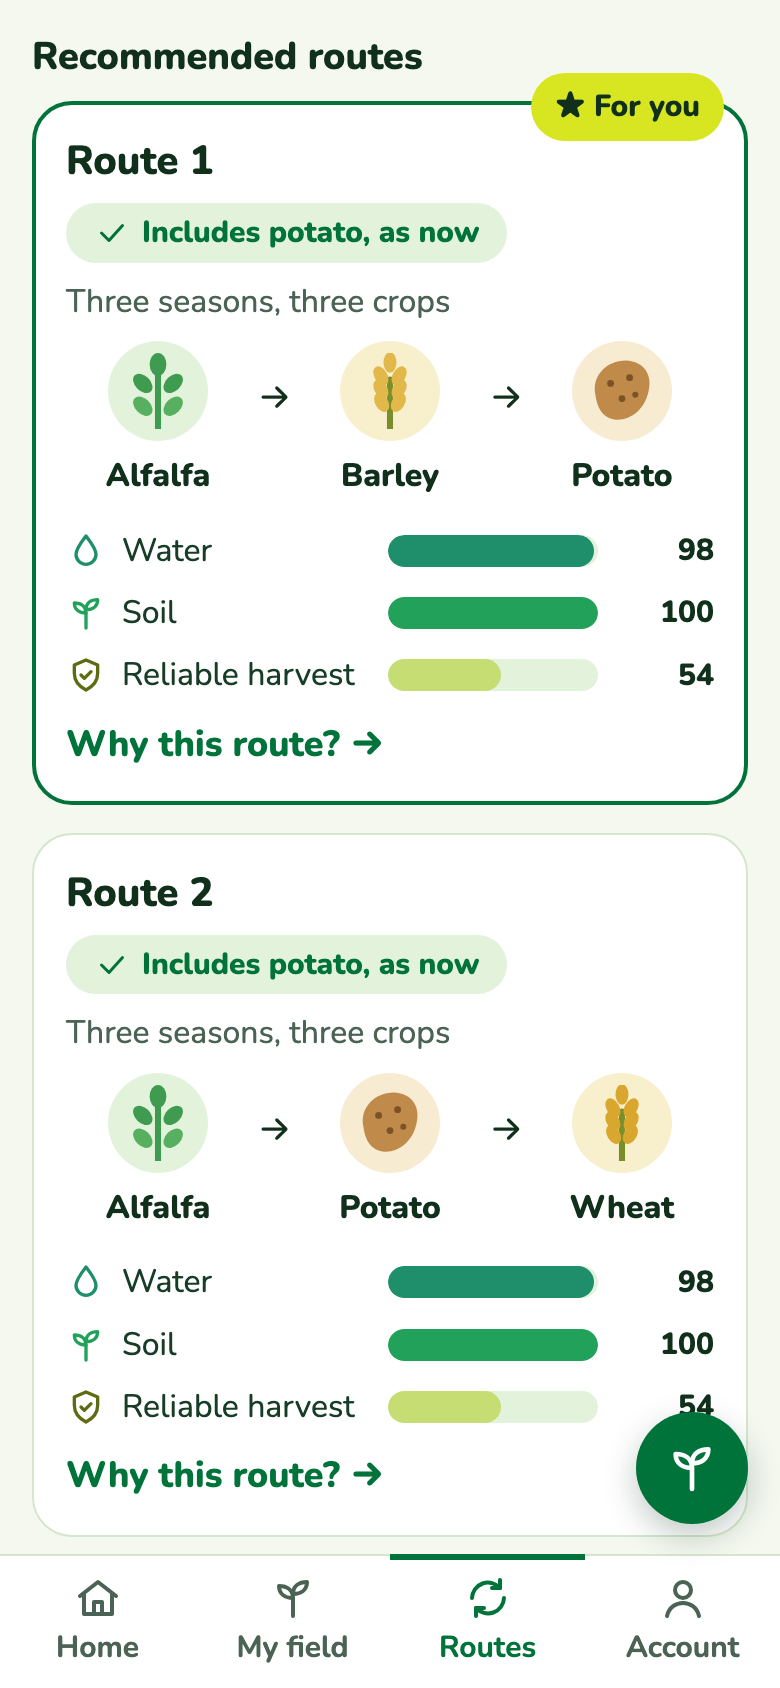 Recommended routes
For you
Route 1
Includes potato, as now
Three seasons, three crops
Alfalfa
Barley
Potato
Water 98
Soil 100
Reliable harvest 54
Why this route?
Route 2
Includes potato, as now
Three seasons, three crops
Alfalfa
Potato
Wheat
Water 98
Soil 100
Reliable harvest 54
Why this route?
Home
My field
Routes
Account